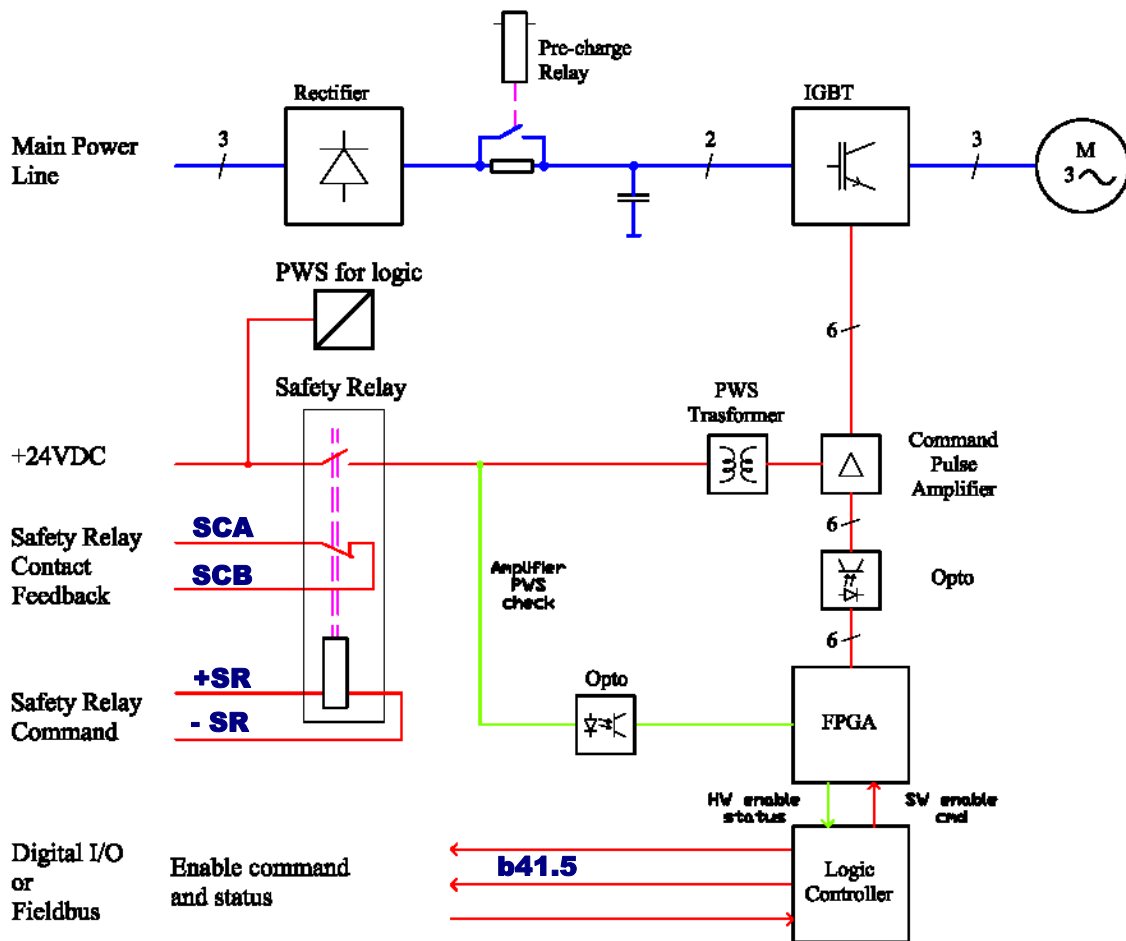 Pre-charge
Relay
Rectifier
IGBT
Main Power
Line
3
2
3
M
3
PWS for logic
6
Safety Relay
PWS
Trasformer
+24VDC
Command
Pulse
Amplifier
SCA
Safety Relay
Contact
Feedback
SCB
6
Amplifier
PWS
check
Opto
6
+SR
Safety Relay
Command
- SR
Opto
FPGA
HW enable
status
SW enable
cmd
Digital I/O
or
Fieldbus
Enable command
and status
b41.5
Logic
Controller